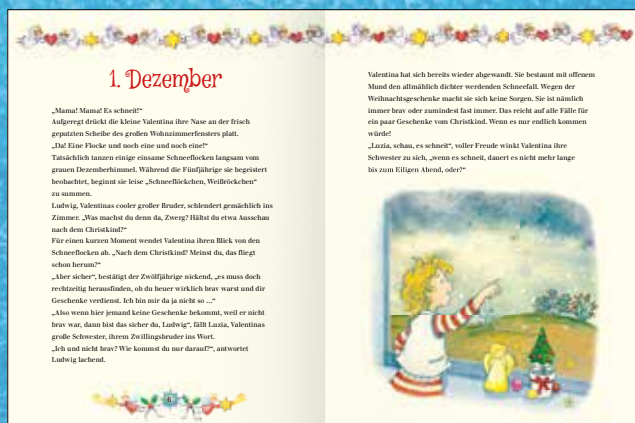 1. Dezember
„Mama! Mama! Es schneit!“
Aufgeregt drückt die kleine Valentina ihre Nase an der frisch
geputzten Scheibe des großen Wohnzimmerfensters platt.
„Da! Eine Flocke und noch eine und noch eine!“
Tatsächlich tanzen einige einsame Schneeflocken langsam vom
grauen Dezemberhimmel. Während die Fünfjährige sie begeistert
beobachtet, beginnt sie leise „Schneeflöckchen, Weißröckchen“
zu summen.
Ludwig, Valentinas cooler großer Bruder, schlendert gemächlich ins
Zimmer. „Was machst du denn da, Zwerg? Hältst du etwa Ausschau
nach dem Christkind?“
Für einen kurzen Moment wendet Valentina ihren Blick von den
Schneeflocken ab. „Nach dem Christkind? Meinst du, das fliegt
schon herum?“
„Aber sicher“, bestätigt der Zwölfjährige nickend, „es muss doch
rechtzeitig herausfinden, ob du heuer wirklich brav warst und dir
Geschenke verdienst. Ich bin mir da ja nicht so ...“
„Also wenn hier jemand keine Geschenke bekommt, weil er nicht
brav war, dann bist das sicher du, Ludwig“, fällt Luzia, Valentinas
große Schwester, ihrem Zwillingsbruder ins Wort.
„Ich und nicht brav? Wie kommst du nur darauf?“, antwortet
Ludwig lachend.
6
Valentina hat sich bereits wieder abgewandt. Sie bestaunt mit offenem
Mund den allmählich dichter werdenden Schneefall. Wegen der
Weihnachtsgeschenke macht sie sich keine Sorgen. Sie ist nämlich
immer brav oder zumindest fast immer. Das reicht auf alle Fälle für
ein paar Geschenke vom Christkind. Wenn es nur endlich kommen
würde!
„Luzia, schau, es schneit“, voller Freude winkt Valentina ihre
Schwester zu sich, „wenn es schneit, dauert es nicht mehr lange
bis zum Eiligen Abend, oder?“